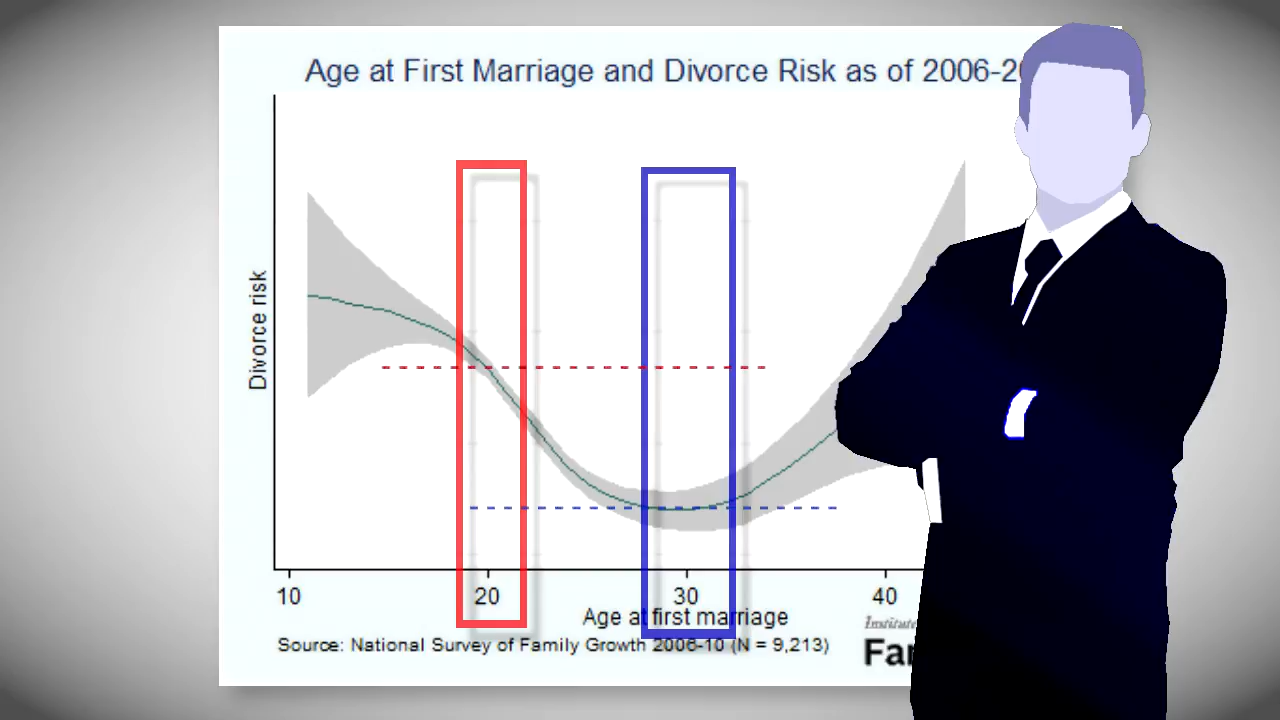 Age at First Marriage and Divorce Risk as of 2006-20
Divorce risk
10 20 30 40
Age at first marriage
Institute
Source: National Survey of Family Growth 2006-10 (N = 9,213)